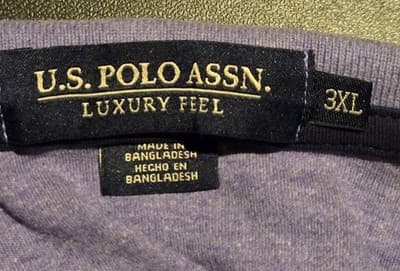 U.S. POLO ASSN.
LUXURY FEEL
3XL
MADE IN
BANGLADESH
HECHO EN
BANGLADESH